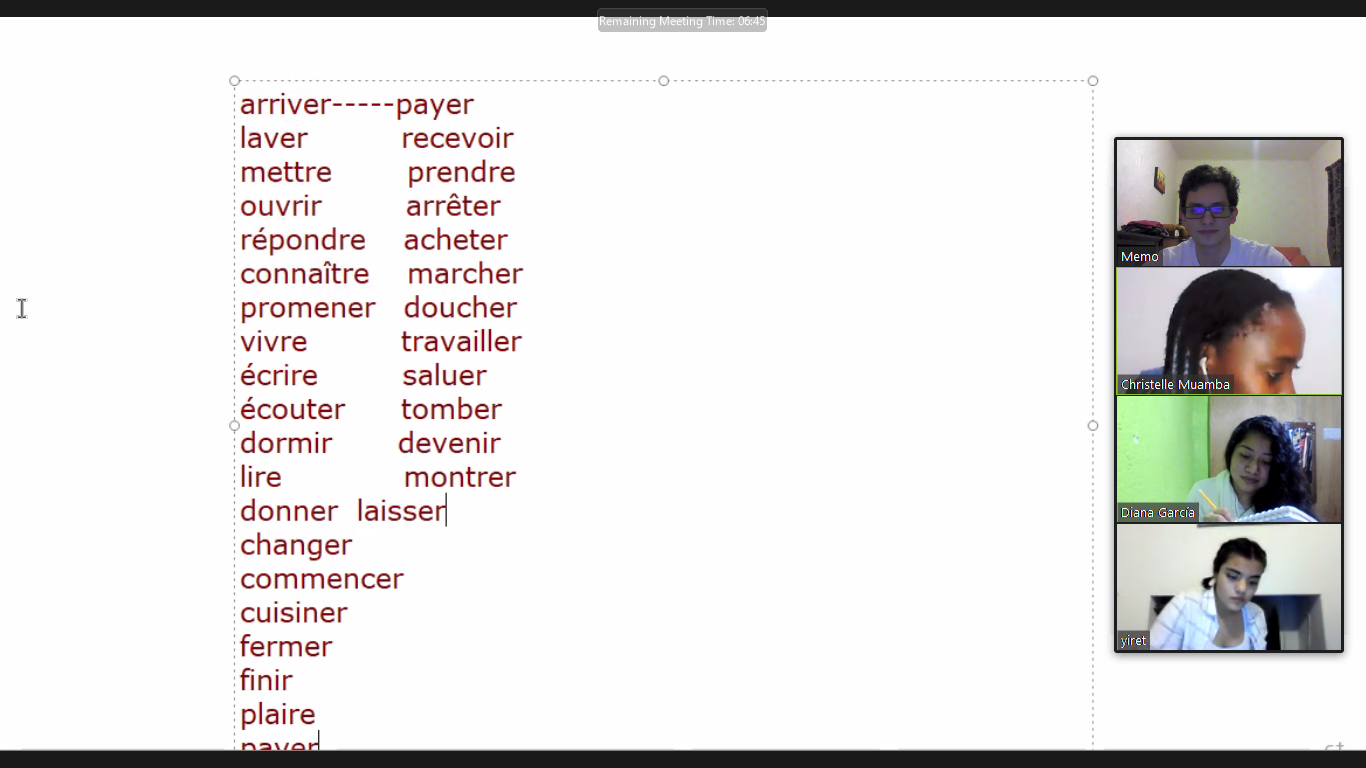 Remaining Meeting Time: 06:45
arriver-----payer
laver recevoir
mettre prendre
ouvrir arrêter
répondre acheter
connaître marcher
promener doucher
vivre travailler
écrire saluer
écouter tomber
dormir devenir
lire montrer
donner laisser
changer
commencer
cuisiner
fermer
finir
plaire
payer
Memo
Christelle Muamba
Diana García
yiret